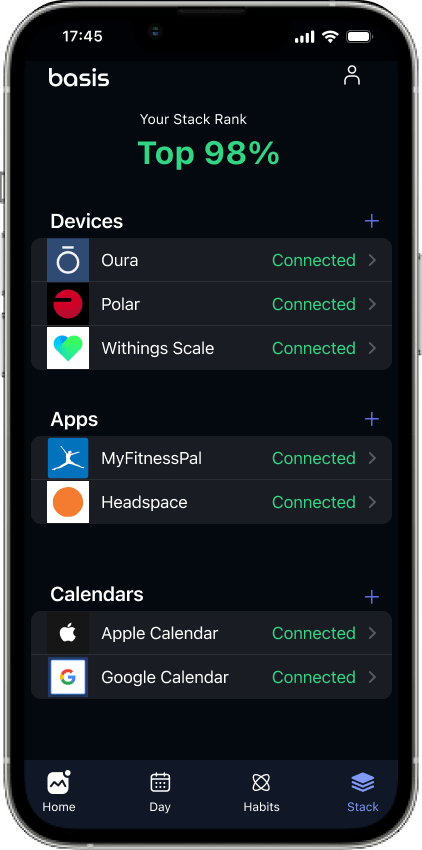 17:45
basis
Your Stack Rank
Top 98%
Devices
Oura Connected
Polar Connected
Withings Scale Connected
Apps
MyFitnessPal Connected
Headspace Connected
Calendars
Apple Calendar Connected
G Google Calendar Connected
Home Day Habits Stack